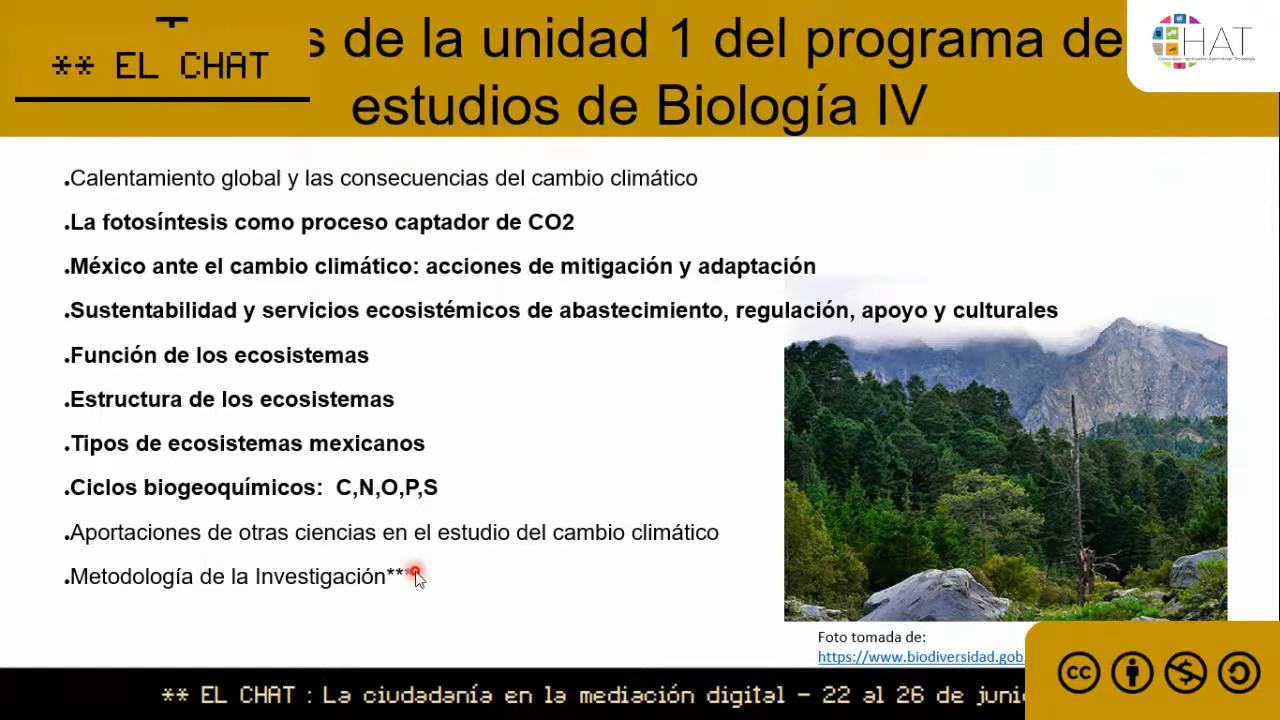 s de la unidad 1 del programa de
** EL CHAT
estudios de Biología IV
CHAT
.Calentamiento global y las consecuencias del cambio climático
.La fotosíntesis como proceso captador de CO2
.México ante el cambio climático: acciones de mitigación y adaptación
.Sustentabilidad y servicios ecosistémicos de abastecimiento, regulación, apoyo y culturales
.Función de los ecosistemas
.Estructura de los ecosistemas
.Tipos de ecosistemas mexicanos
.Ciclos biogeoquímicos:  C,N,O,P,S
.Aportaciones de otras ciencias en el estudio del cambio climático
.Metodología de la Investigación***
Foto tomada de:
https://www.biodiversidad.gob
cc
** EL CHAT : La ciudadanía en la mediación digital – 22 al 26 de juni